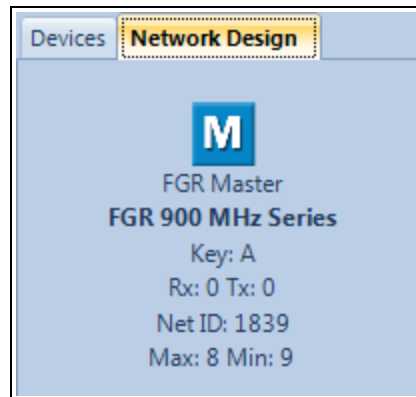 Devices Network Design
M
FGR Master
FGR 900 MHz Series
Key: A
Rx: 0 Tx: 0
Net ID: 1839
Max: 8 Min: 9